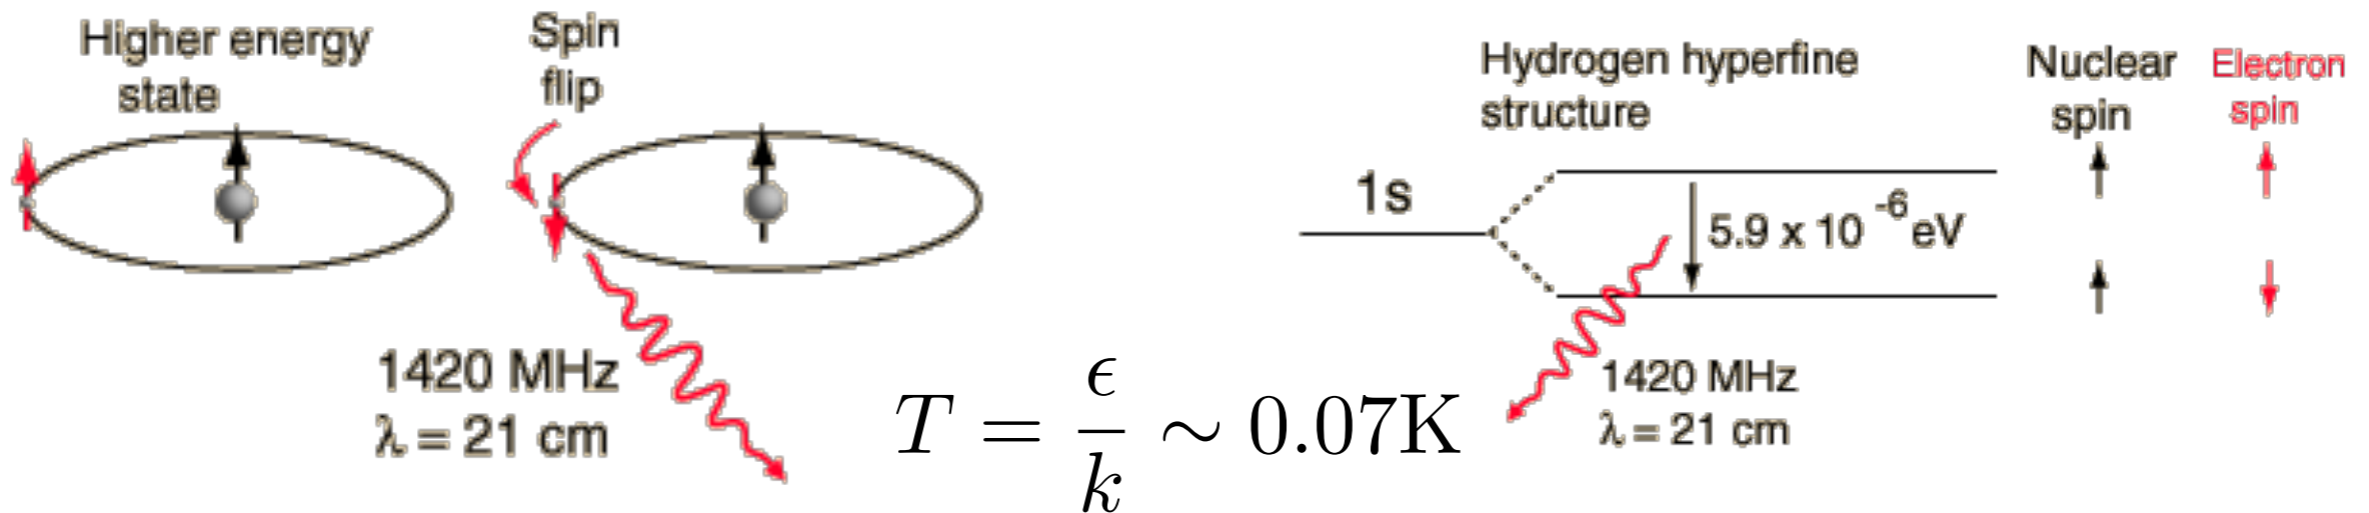 Higher energy
state
Spin
flip
1420 MHz
λ = 21 cm
T = ϵ/k ∼ 0.07K
Hydrogen hyperfine
structure
Nuclear
spin
Electron
spin
1s
5.9 x 10⁻⁶ eV
1420 MHz
λ = 21 cm